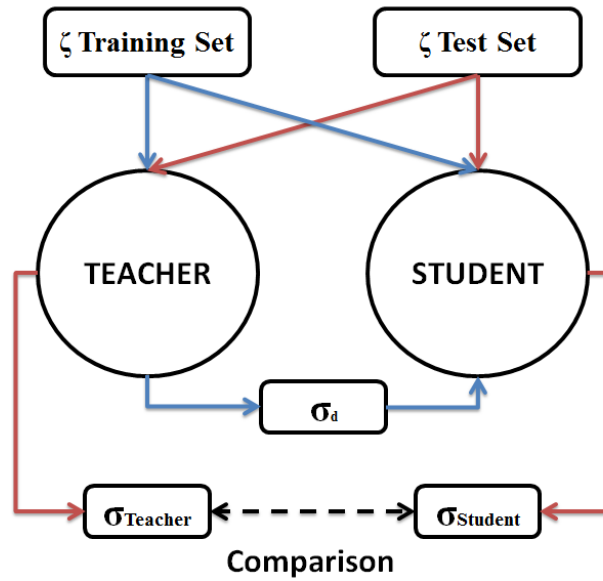 ζ Training Set
ζ Test Set
TEACHER
STUDENT
σd
σTeacher
σStudent
Comparison